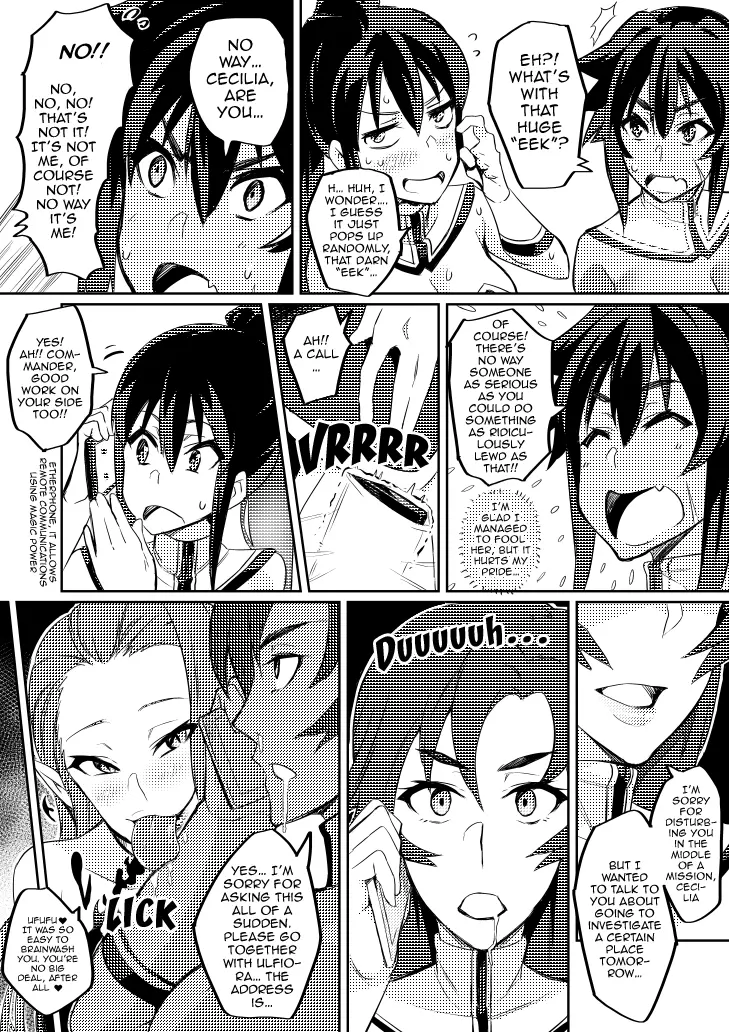 EH?!
WHAT'S
WITH
THAT
HUGE
"EEK"?
H... HUH, I
WONDER....
I GUESS
IT JUST
POPS UP
RANDOMLY,
THAT DARN
"EEK"...
NO
WAY...
CECILIA,
ARE
YOU...
NO!!
NO,
NO, NO!
THAT'S
NOT IT!
IT'S NOT
ME, OF
COURSE
NOT!
NO WAY
IT'S
ME!
OF
COURSE!
THERE'S
NO WAY
SOMEONE
AS SERIOUS
AS YOU
COULD DO
SOMETHING
AS RIDICU-
LOUSLY
LEWD AS
THAT!!
I'M
GLAD I
MANAGED
TO FOOL
HER, BUT IT
HURTS MY
PRIDE...
AH!!
A CALL
...
VRRRR
YES!
AH!! COM-
MANDER,
GOOD
WORK ON
YOUR SIDE
TOO!!
ETHERPHONE, IT ALLOWS
REMOTE COMMUNICATIONS
USING MAGIC POWER
I'M
SORRY
FOR
DISTURB-
ING YOU
IN THE
MIDDLE
OF A
MISSION,
CECI-
LIA
BUT I
WANTED
TO TALK TO
YOU ABOUT
GOING TO
INVESTIGATE
A CERTAIN
PLACE
TOMOR-
ROW...
DUUUUUH...
YES... I'M
SORRY FOR
ASKING THIS
ALL OF A
SUDDEN.
PLEASE GO
TOGETHER
WITH ULFIO-
RA... THE
ADDRESS
IS...
LICK
UFUFU♥
IT WAS SO
EASY TO
BRAINWASH
YOU. YOU'RE
NO BIG
DEAL, AFTER
ALL ♥